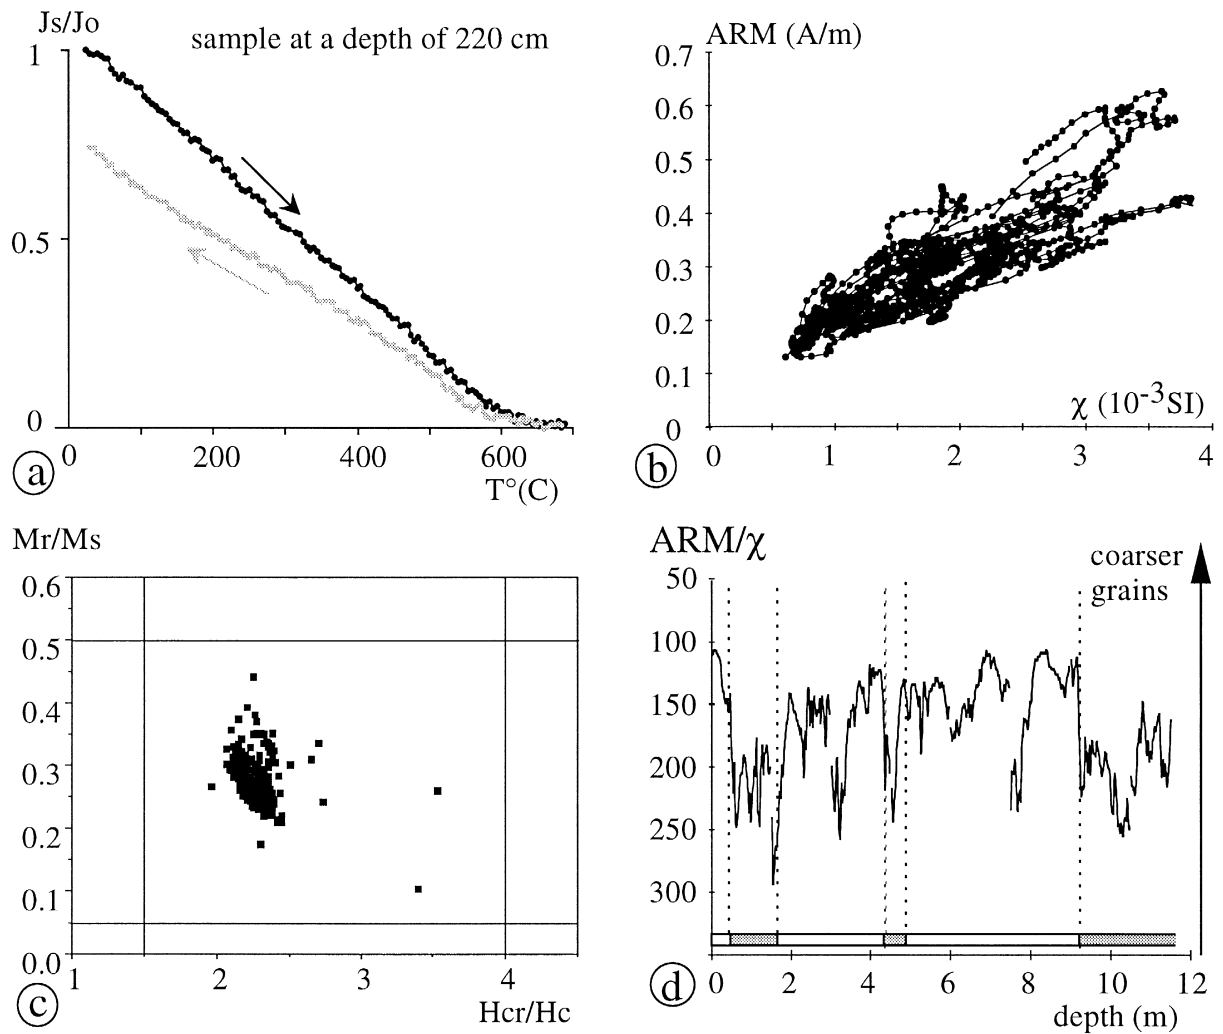 Js/Jo
sample at a depth of 220 cm
1
0.5
0
0 200 400 600
T°(C)
a
ARM (A/m)
0.7
0.6
0.5
0.4
0.3
0.2
0.1
0
χ (10-3SI)
0 1 2 3 4
b
Mr/Ms
0.6
0.5
0.4
0.3
0.2
0.1
0.0
1 2 3 4
Hcr/Hc
c
ARM/χ
coarser
grains
50
100
150
200
250
300
0 2 4 6 8 10 12
depth (m)
d